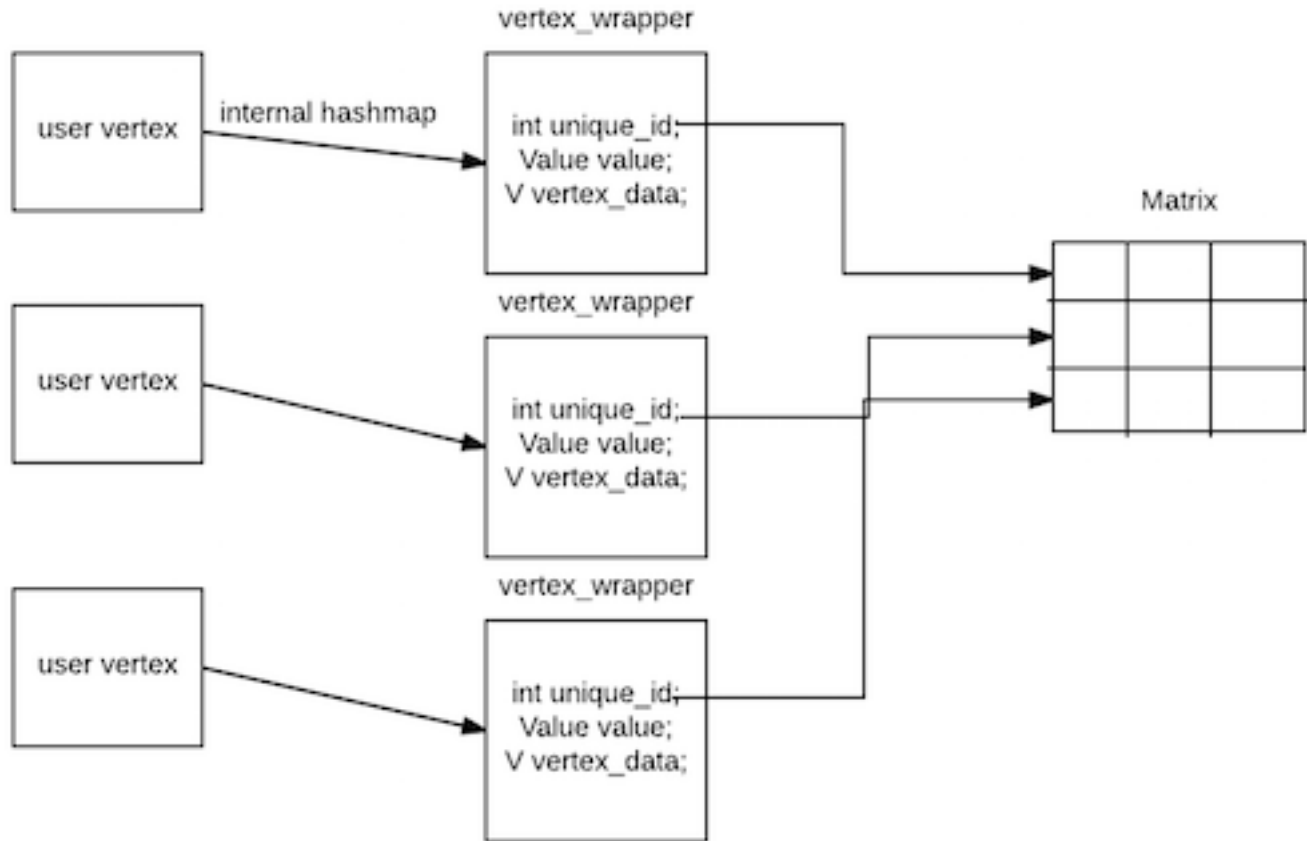 vertex_wrapper
user vertex
internal hashmap
int unique_id;
Value value;
V vertex_data;
Matrix
vertex_wrapper
user vertex
int unique_id;
Value value;
V vertex_data;
vertex_wrapper
user vertex
int unique_id;
Value value;
V vertex_data;